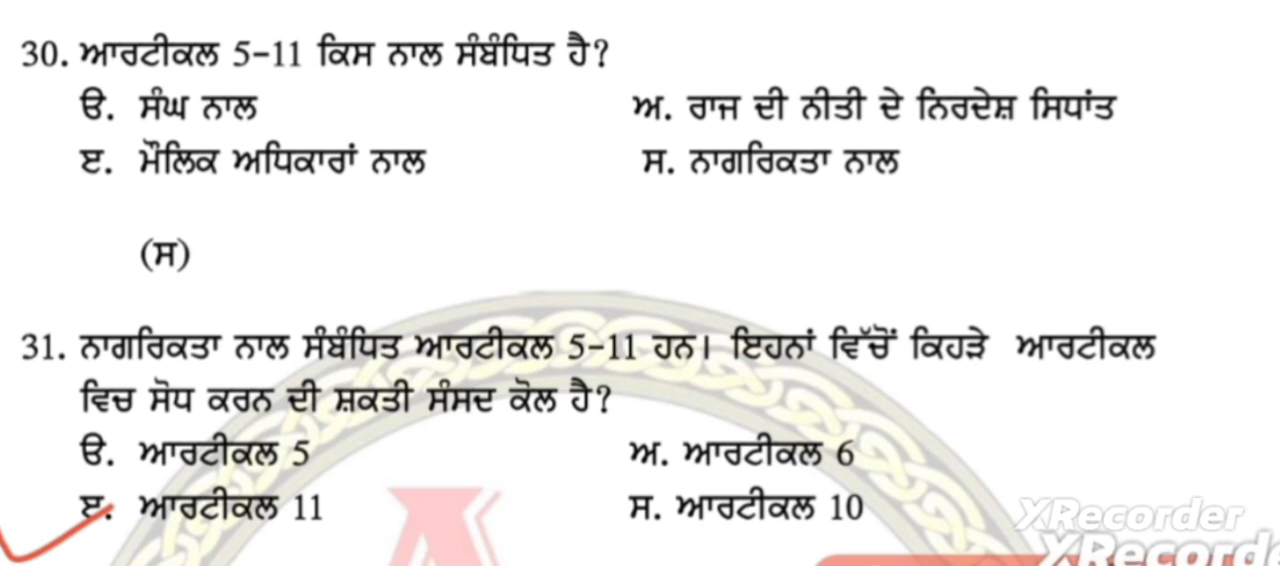 30. ਆਰਟੀਕਲ 5-11 ਕਿਸ ਨਾਲ ਸੰਬੰਧਿਤ ਹੈ?
ੳ. ਸੰਘ ਨਾਲ ਅ. ਰਾਜ ਦੀ ਨੀਤੀ ਦੇ ਨਿਰਦੇਸ਼ ਸਿਧਾਂਤ
ੲ. ਮੌਲਿਕ ਅਧਿਕਾਰਾਂ ਨਾਲ ਸ. ਨਾਗਰਿਕਤਾ ਨਾਲ
(ਸ)
31. ਨਾਗਰਿਕਤਾ ਨਾਲ ਸੰਬੰਧਿਤ ਆਰਟੀਕਲ 5-11 ਹਨ। ਇਹਨਾਂ ਵਿੱਚੋਂ ਕਿਹੜੇ ਆਰਟੀਕਲ
ਵਿਚ ਸੋਧ ਕਰਨ ਦੀ ਸ਼ਕਤੀ ਸੰਸਦ ਕੋਲ ਹੈ?
ੳ. ਆਰਟੀਕਲ 5 ਅ. ਆਰਟੀਕਲ 6
ੲ. ਆਰਟੀਕਲ 11 ਸ. ਆਰਟੀਕਲ 10
XRecorder
XRecorde